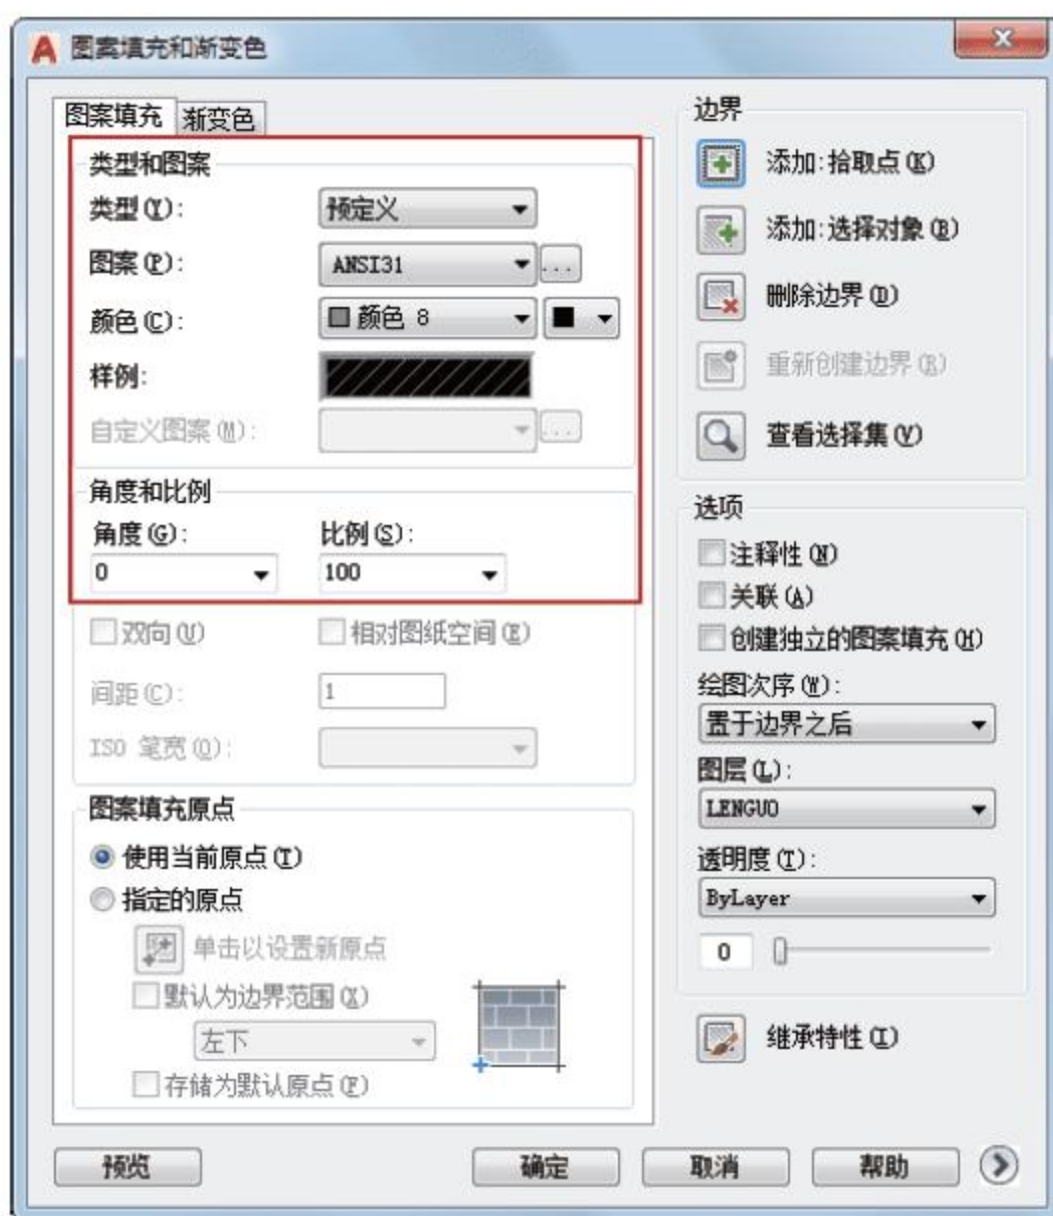 图案填充和渐变色
图案填充 渐变色
类型和图案
类型(Y):
预定义
图案(P):
ANSI31
...
颜色(C):
颜色 8
样例:
自定义图案(M):
...
角度和比例
角度(G):
比例(S):
0
100
双向(U)
相对图纸空间(E)
间距(C):
1
ISO 笔宽(O):
图案填充原点
使用当前原点(T)
指定的原点
单击以设置新原点
默认为边界范围(X)
左下
存储为默认原点(F)
边界
添加:拾取点(K)
添加:选择对象(B)
删除边界(D)
重新创建边界(R)
查看选择集(V)
选项
注释性(N)
关联(A)
创建独立的图案填充(H)
绘图次序(W):
置于边界之后
图层(L):
LENGUO
透明度(T):
ByLayer
0
继承特性(I)
预览
确定
取消
帮助